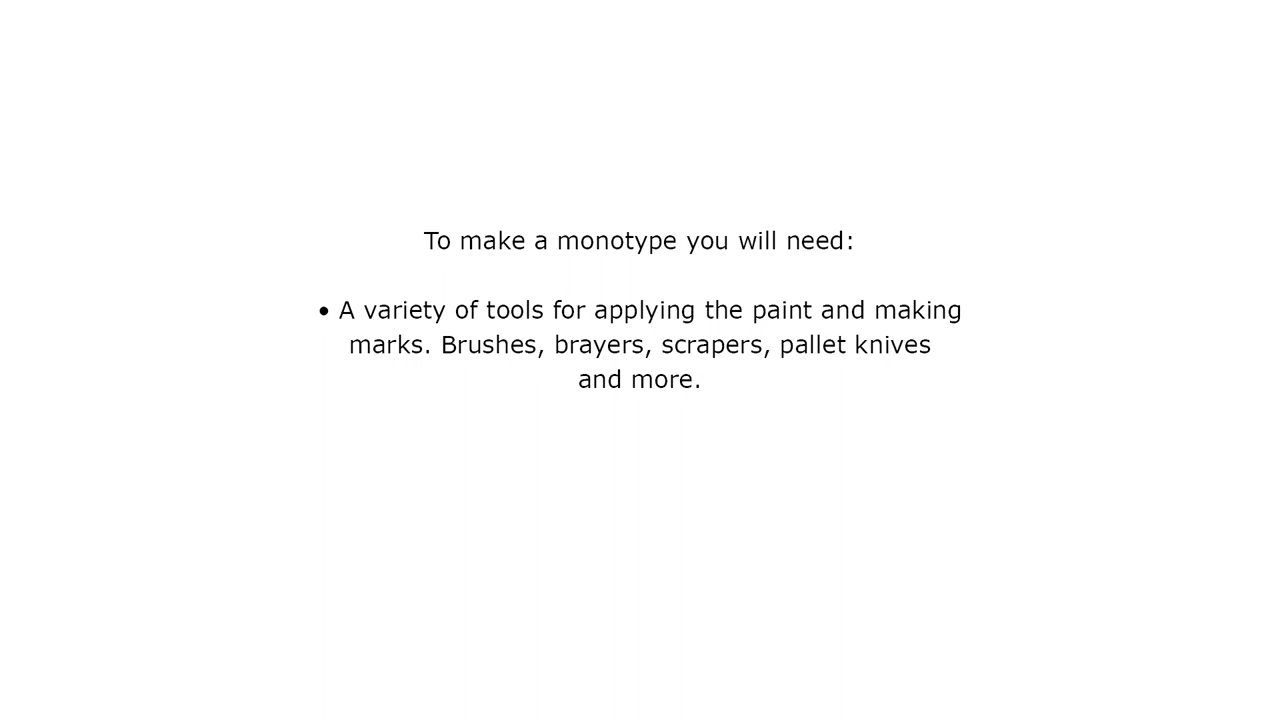 To make a monotype you will need:
• A variety of tools for applying the paint and making
marks. Brushes, brayers, scrapers, pallet knives
and more.